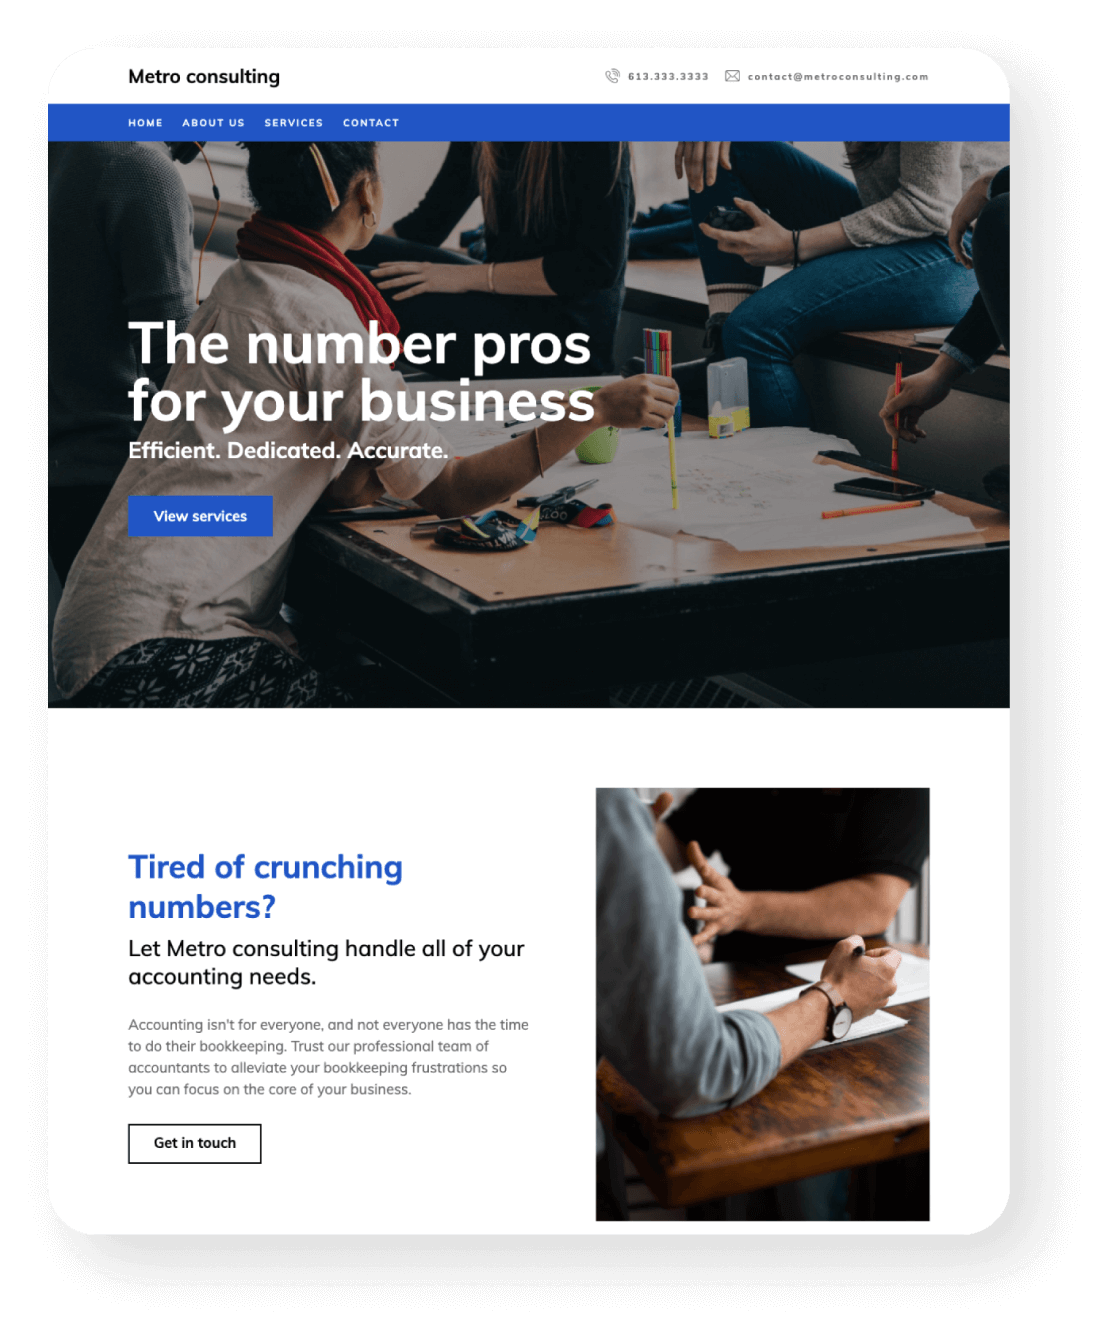 Metro consulting
613.333.3333 contact@metroconsulting.com
HOME ABOUT US SERVICES CONTACT
The number pros
for your business
Efficient. Dedicated. Accurate.
View services
Tired of crunching
numbers?
Let Metro consulting handle all of your
accounting needs.
Accounting isn't for everyone, and not everyone has the time
to do their bookkeeping. Trust our professional team of
accountants to alleviate your bookkeeping frustrations so
you can focus on the core of your business.
Get in touch